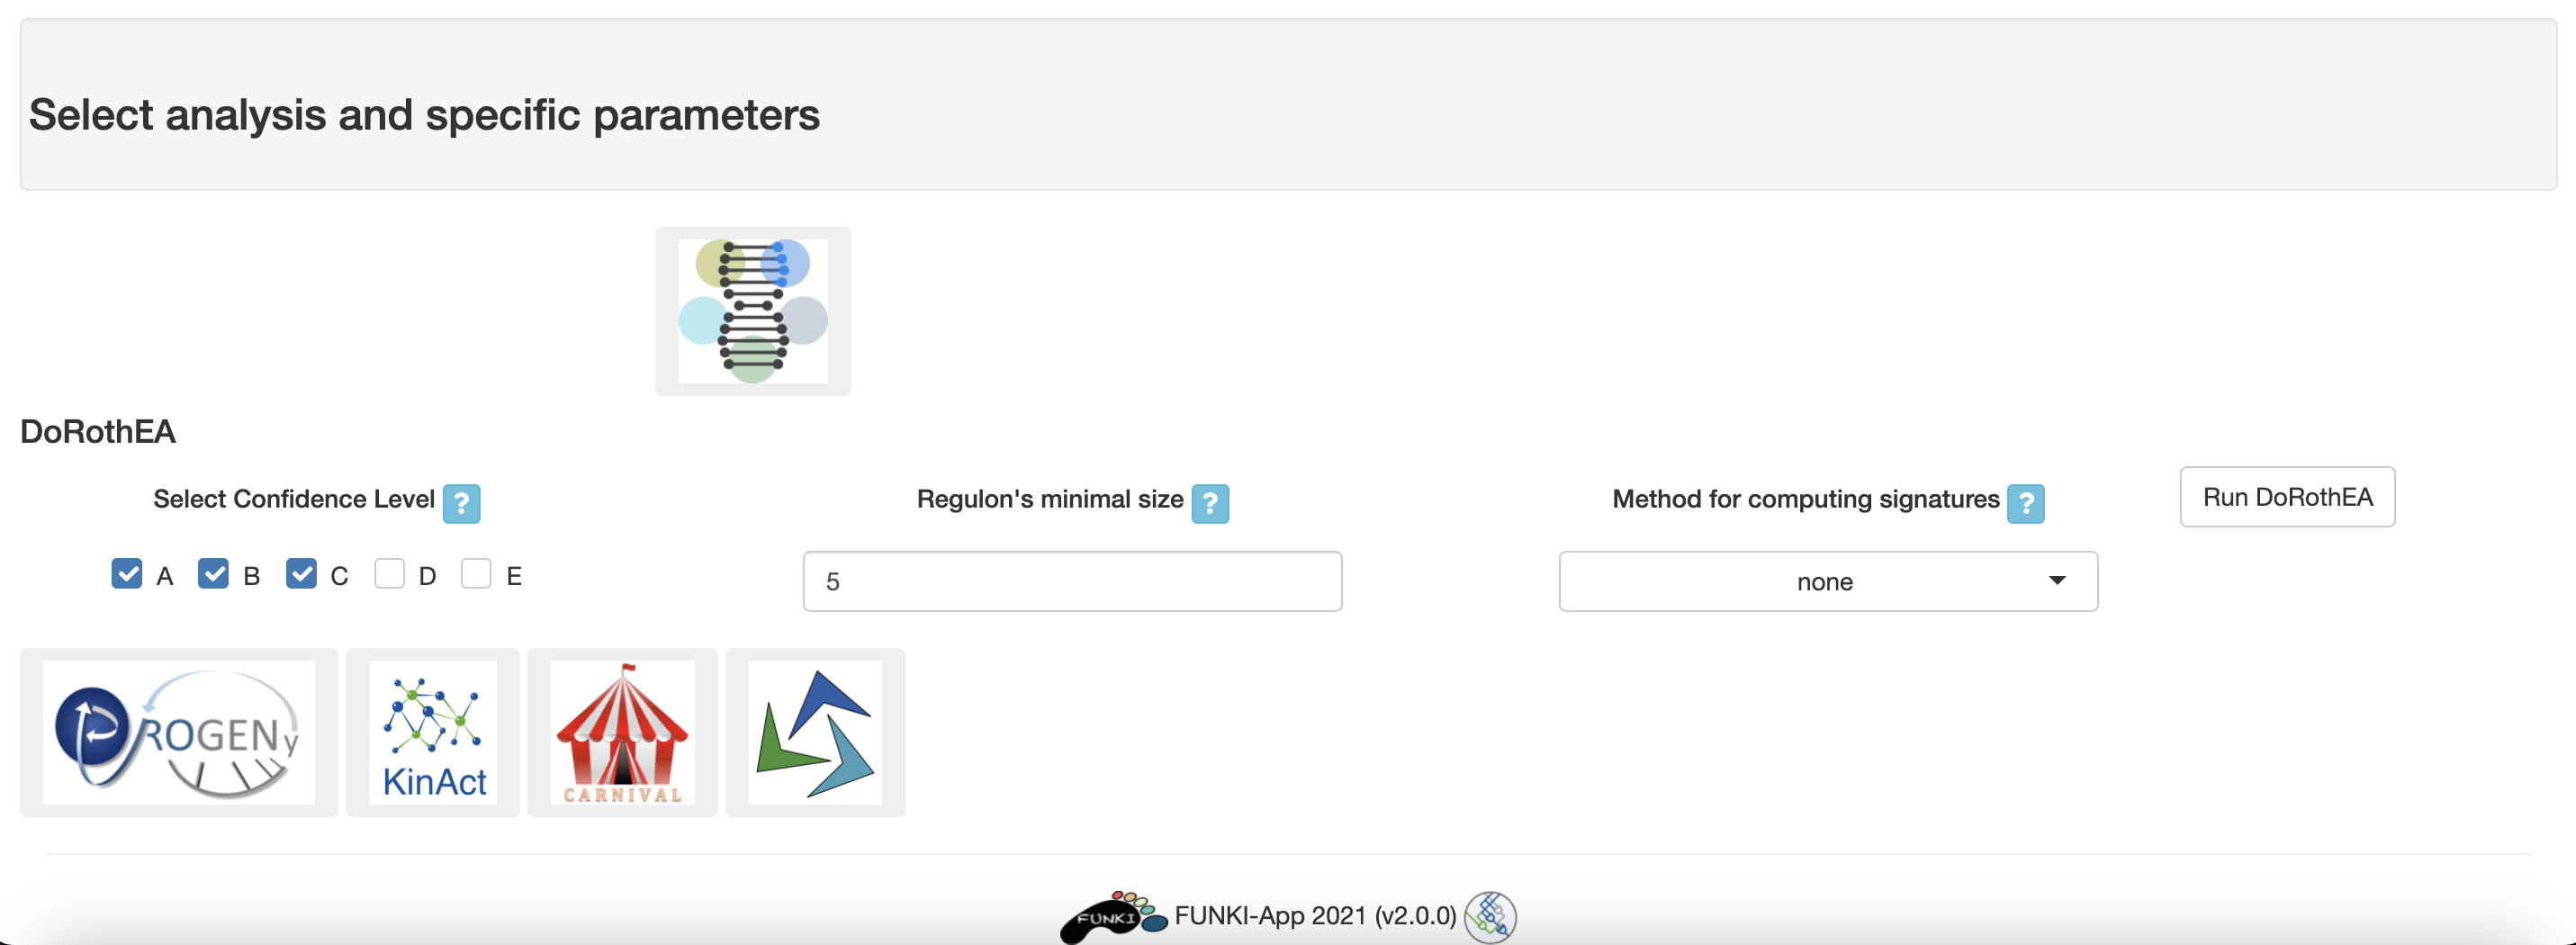 Select analysis and specific parameters
DoRothEA
Select Confidence Level ?
Regulon's minimal size ?
Method for computing signatures ?
Run DoRothEA
A B C D E
5
none
PROGENy
KinAct
CARNIVAL
FUNKI FUNKI-App 2021 (v2.0.0)